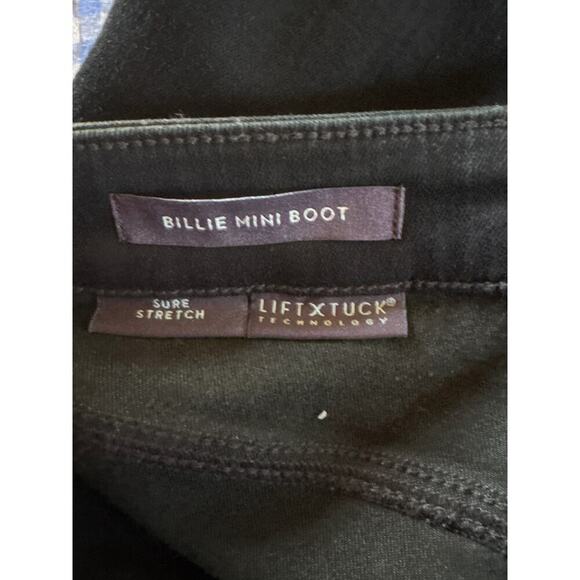 BILLIE MINI BOOT
SURE
STRETCH
LIFTXTUCK®
TECHNOLOGY